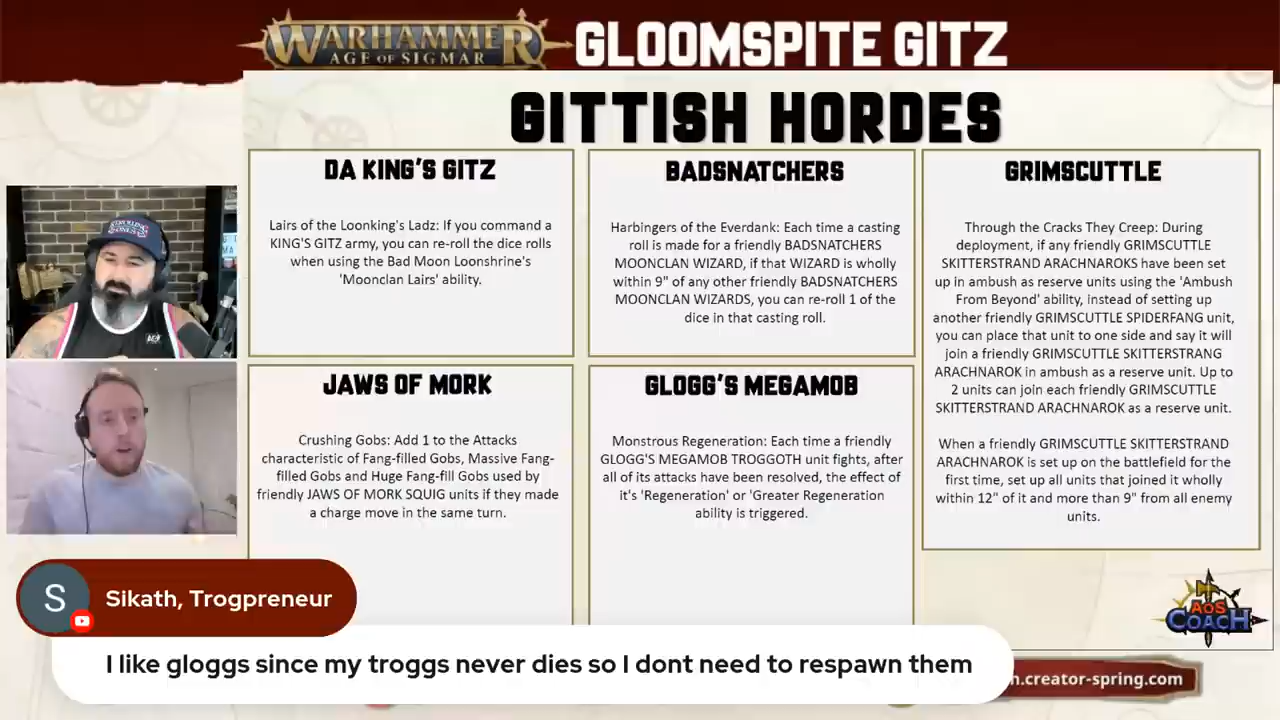 WARHAMMER
AGE OF SIGMAR
GLOOMSPITE GITZ
GITTISH HORDES
DA KING'S GITZ
Lairs of the Loonking's Ladz: If you command a
KING'S GITZ army, you can re-roll the dice rolls
when using the Bad Moon Loonshrine's
'Moonclan Lairs' ability.
BADSNATCHERS
Harbingers of the Everdank: Each time a casting
roll is made for a friendly BADSNATCHERS
MOONCLAN WIZARD, if that WIZARD is wholly
within 9" of any other friendly BADSNATCHERS
MOONCLAN WIZARDS, you can re-roll 1 of the
dice in that casting roll.
GRIMSCUTTLE
Through the Cracks They Creep: During
deployment, if any friendly GRIMSCUTTLE
SKITTERSTRAND ARACHNAROKS have been set
up in ambush as reserve units using the 'Ambush
From Beyond' ability, instead of setting up
another friendly GRIMSCUTTLE SPIDERFANG unit,
you can place that unit to one side and say it will
join a friendly GRIMSCUTTLE SKITTERSTRANG
ARACHNAROK in ambush as a reserve unit. Up to
2 units can join each friendly GRIMSCUTTLE
SKITTERSTRAND ARACHNAROK as a reserve unit.
When a friendly GRIMSCUTTLE SKITTERSTRAND
ARACHNAROK is set up on the battlefield for the
first time, set up all units that joined it wholly
within 12" of it and more than 9" from all enemy
units.
JAWS OF MORK
Crushing Gobs: Add 1 to the Attacks
characteristic of Fang-filled Gobs, Massive Fang-
filled Gobs and Huge Fang-fill Gobs used by
friendly JAWS OF MORK SQUIG units if they made
a charge move in the same turn.
GLOGG'S MEGAMOB
Monstrous Regeneration: Each time a friendly
GLOGG'S MEGAMOB TROGGOTH unit fights, after
all of its attacks have been resolved, the effect of
it's 'Regeneration' or 'Greater Regeneration
ability is triggered.
AOS
COACH
S
Sikath, Trogpreneur
I like gloggs since my troggs never dies so I dont need to respawn them
h.creator-spring.com